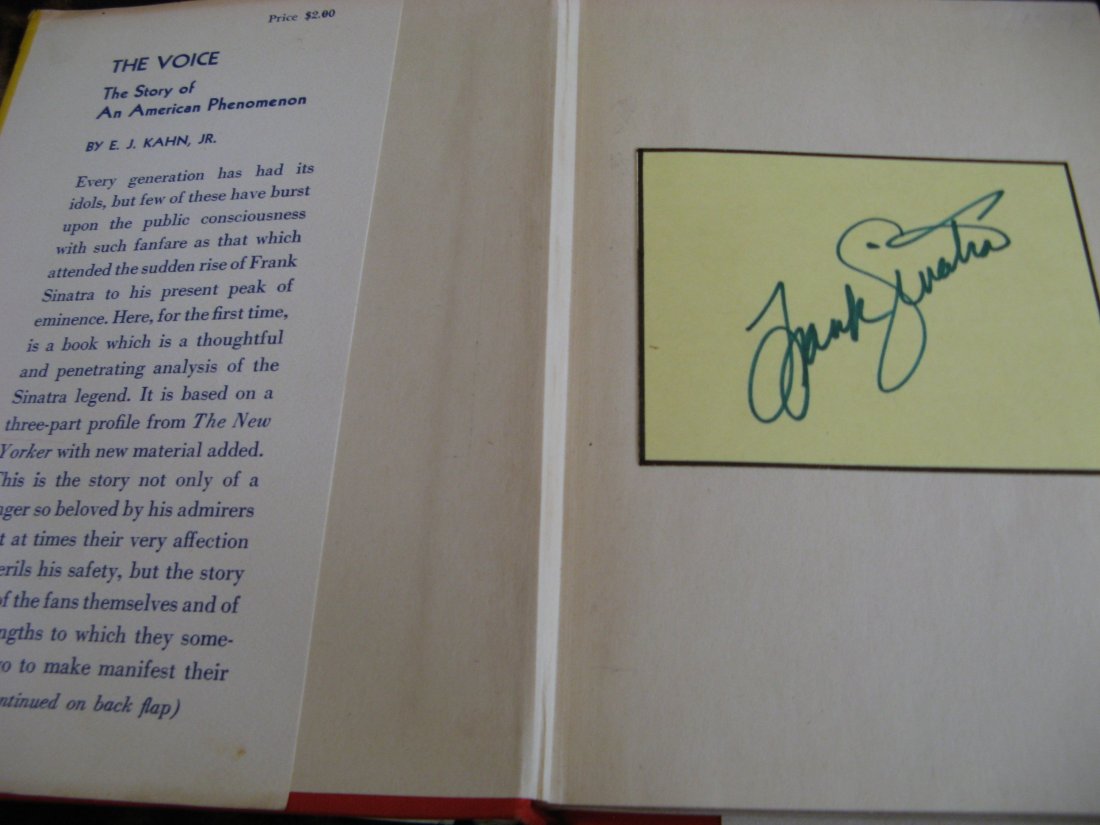 Price $2.00
THE VOICE
The Story of
An American Phenomenon
BY E. J. KAHN, JR.
Every generation has had its
idols, but few of these have burst
upon the public consciousness
with such fanfare as that which
attended the sudden rise of Frank
Sinatra to his present peak of
eminence. Here, for the first time,
is a book which is a thoughtful
and penetrating analysis of the
Sinatra legend. It is based on a
three-part profile from The New
Yorker with new material added.
This is the story not only of a
so beloved by his admirers
at times their very affection
his safety, but the story
of the fans themselves and of
to which they some-
to make manifest their
on back flap)
Frank Sinatra